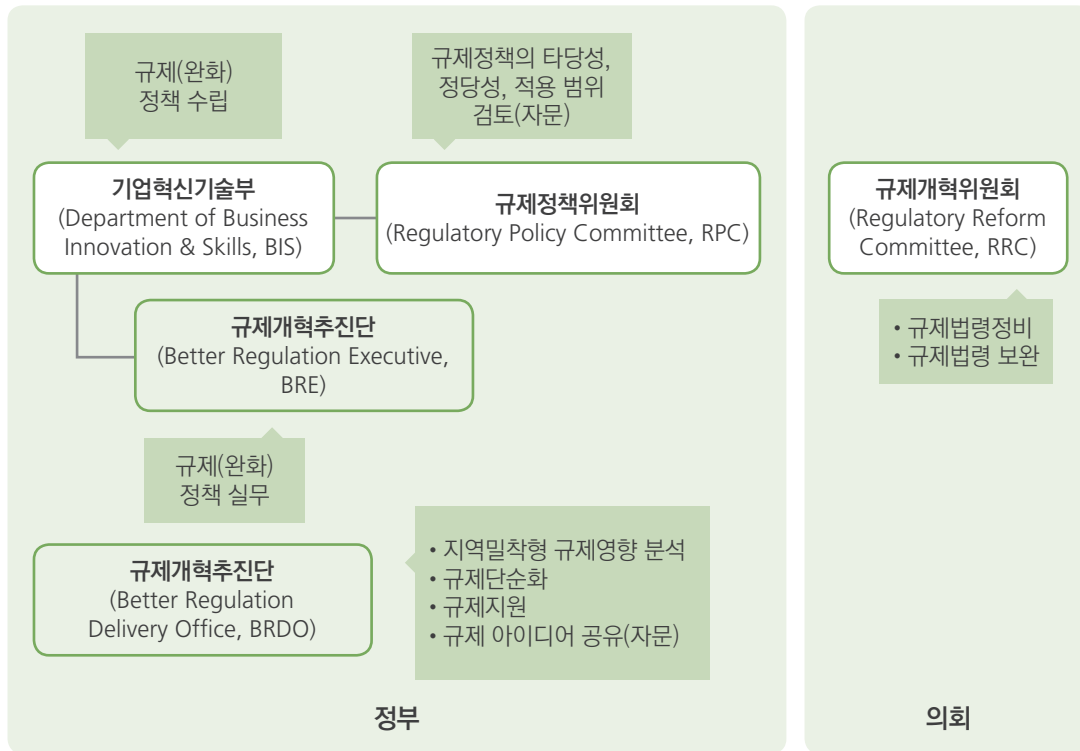 규제(완화)
정책 수립
규제정책의 타당성,
정당성, 적용 범위
검토(자문)
기업혁신기술부
(Department of Business
Innovation & Skills, BIS)
규제정책위원회
(Regulatory Policy Committee, RPC)
규제개혁추진단
(Better Regulation Executive,
BRE)
규제(완화)
정책 실무
규제개혁추진단
(Better Regulation
Delivery Office, BRDO)
• 지역밀착형 규제영향 분석
• 규제단순화
• 규제지원
• 규제 아이디어 공유(자문)
정부
규제개혁위원회
(Regulatory Reform
Committee, RRC)
• 규제법령정비
• 규제법령 보완
의회